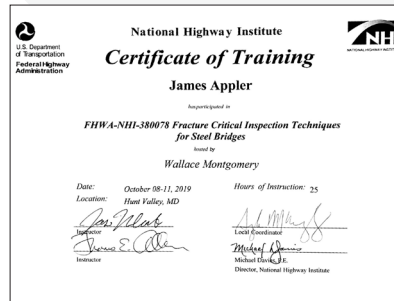 U.S. Department
of Transportation
Federal Highway
Administration
National Highway Institute
NHI
NATIONAL HIGHWAY INSTITUTE
Certificate of Training
James Appler
has participated in
FHWA-NHI-380078 Fracture Critical Inspection Techniques
for Steel Bridges
hosted by
Wallace Montgomery
Date: October 08-11, 2019
Hours of Instruction: 25
Location: Hunt Valley, MD
Instructor
Local Coordinator
Instructor
Michael Davies, P.E.
Director, National Highway Institute